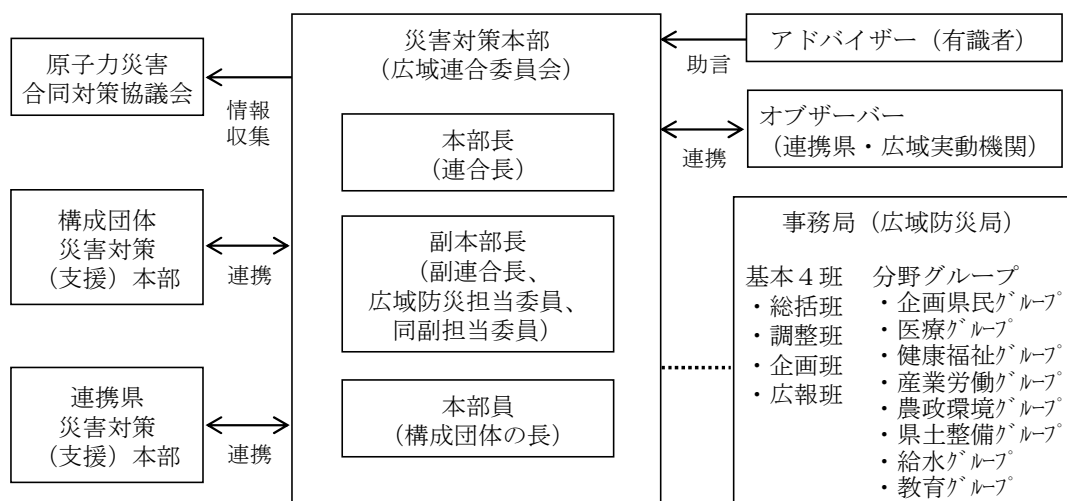 原子力災害
合同対策協議会
情報
収集
構成団体
災害対策
（支援）本部
連携
連携県
災害対策
（支援）本部
連携
災害対策本部
（広域連合委員会）
本部長
（連合長）
副本部長
（副連合長、
広域防災担当委員、
同副担当委員）
本部員
（構成団体の長）
アドバイザー（有識者）
助言
オブザーバー
（連携県・広域実動機関）
連携
事務局（広域防災局）
基本４班
・総括班
・調整班
・企画班
・広報班
分野グループ
・企画県民ｸﾞﾙｰﾌﾟ
・医療ｸﾞﾙｰﾌﾟ
・健康福祉ｸﾞﾙｰﾌﾟ
・産業労働ｸﾞﾙｰﾌﾟ
・農政環境ｸﾞﾙｰﾌﾟ
・県土整備ｸﾞﾙｰﾌﾟ
・給水ｸﾞﾙｰﾌﾟ
・教育ｸﾞﾙｰﾌﾟ